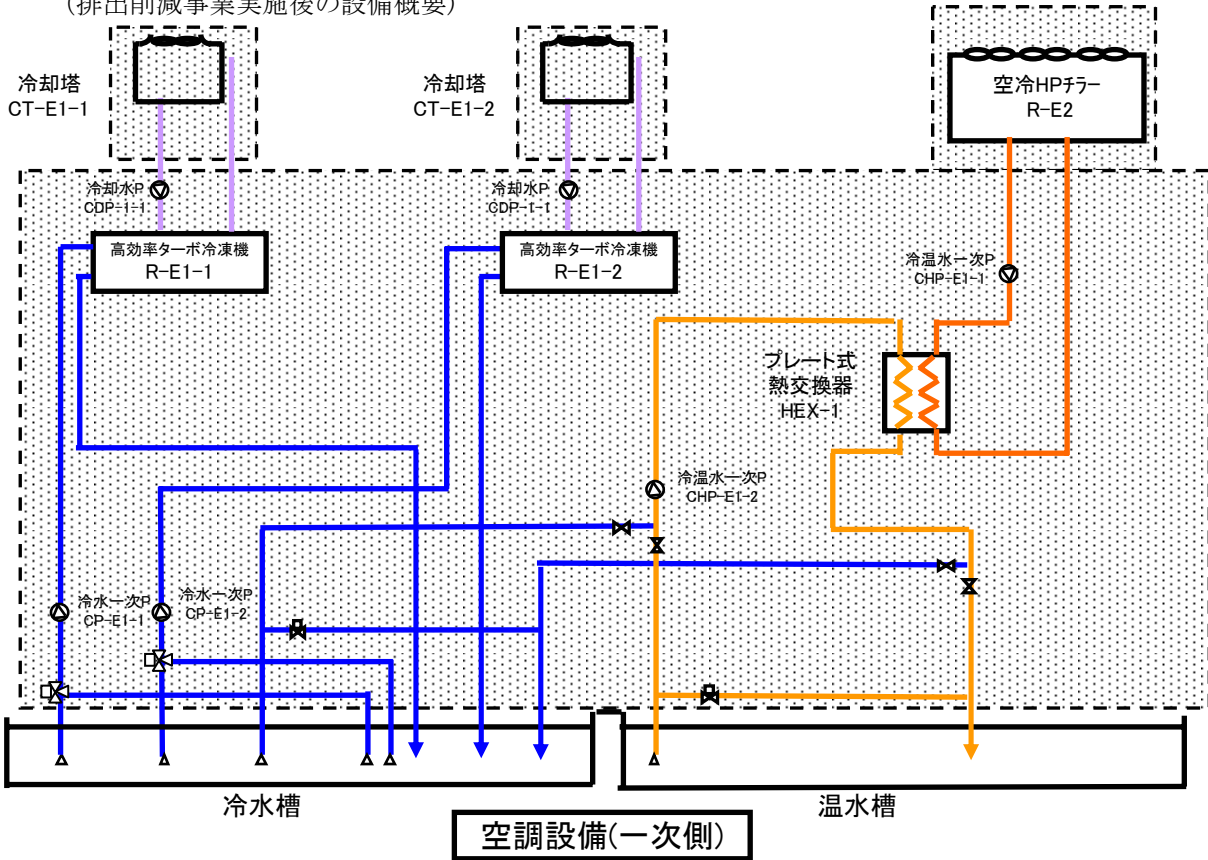 (排出削減事業実施後の設備概要)
冷却塔
CT-E1-1
冷却塔
CT-E1-2
空冷HPチラー
R-E2
冷却水P
CDP-1-1
冷却水P
CDP-1-1
高効率ターボ冷凍機
R-E1-1
高効率ターボ冷凍機
R-E1-2
冷温水一次P
CHP-E1-1
プレート式
熱交換器
HEX-1
冷温水一次P
CHP-E1-2
冷水一次P
CP-E1-1
冷水一次P
CP-E1-2
冷水槽
温水槽
空調設備(一次側)